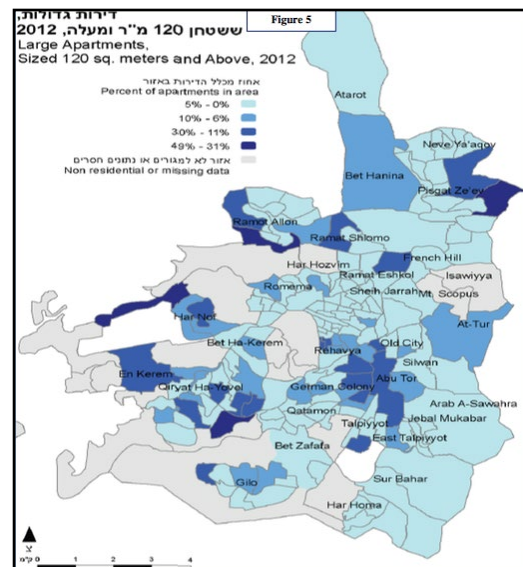 דירות גדולות,
ששטחן 120 מ"ר ומעלה, 2012
Figure 5
Large Apartments,
Sized 120 sq. meters and Above, 2012
אחוז מכלל הדירות באזור
Percent of apartments in area
5% - 0%
10% - 6%
30% - 11%
49% - 31%
אזור לא למגורים או נתונים חסרים
Non residential or missing data
Atarot
Neve Ya'aqov
Bet Hanina
Pisgat Ze'ev
Ramot Allon
Ramat Shlomo
French Hill
Har Hozvim
Ramat Eshkol
Isawiyya
Romema
Sheih Jarrah
Mt. Scopus
Har Nof
At-Tur
Bet Ha-Kerem
Rehavya
Old City
Silwan
En Kerem
Qiryat Ha-Yovel
German Colony
Abu Tor
Arab A-Sawahra
Qatamon
Talpiyyot
Jebal Mukabar
Bet Zafafa
East Talpiyyot
Gilo
Sur Bahar
Har Homa
צ
ק"מ 0 1 2 3 4